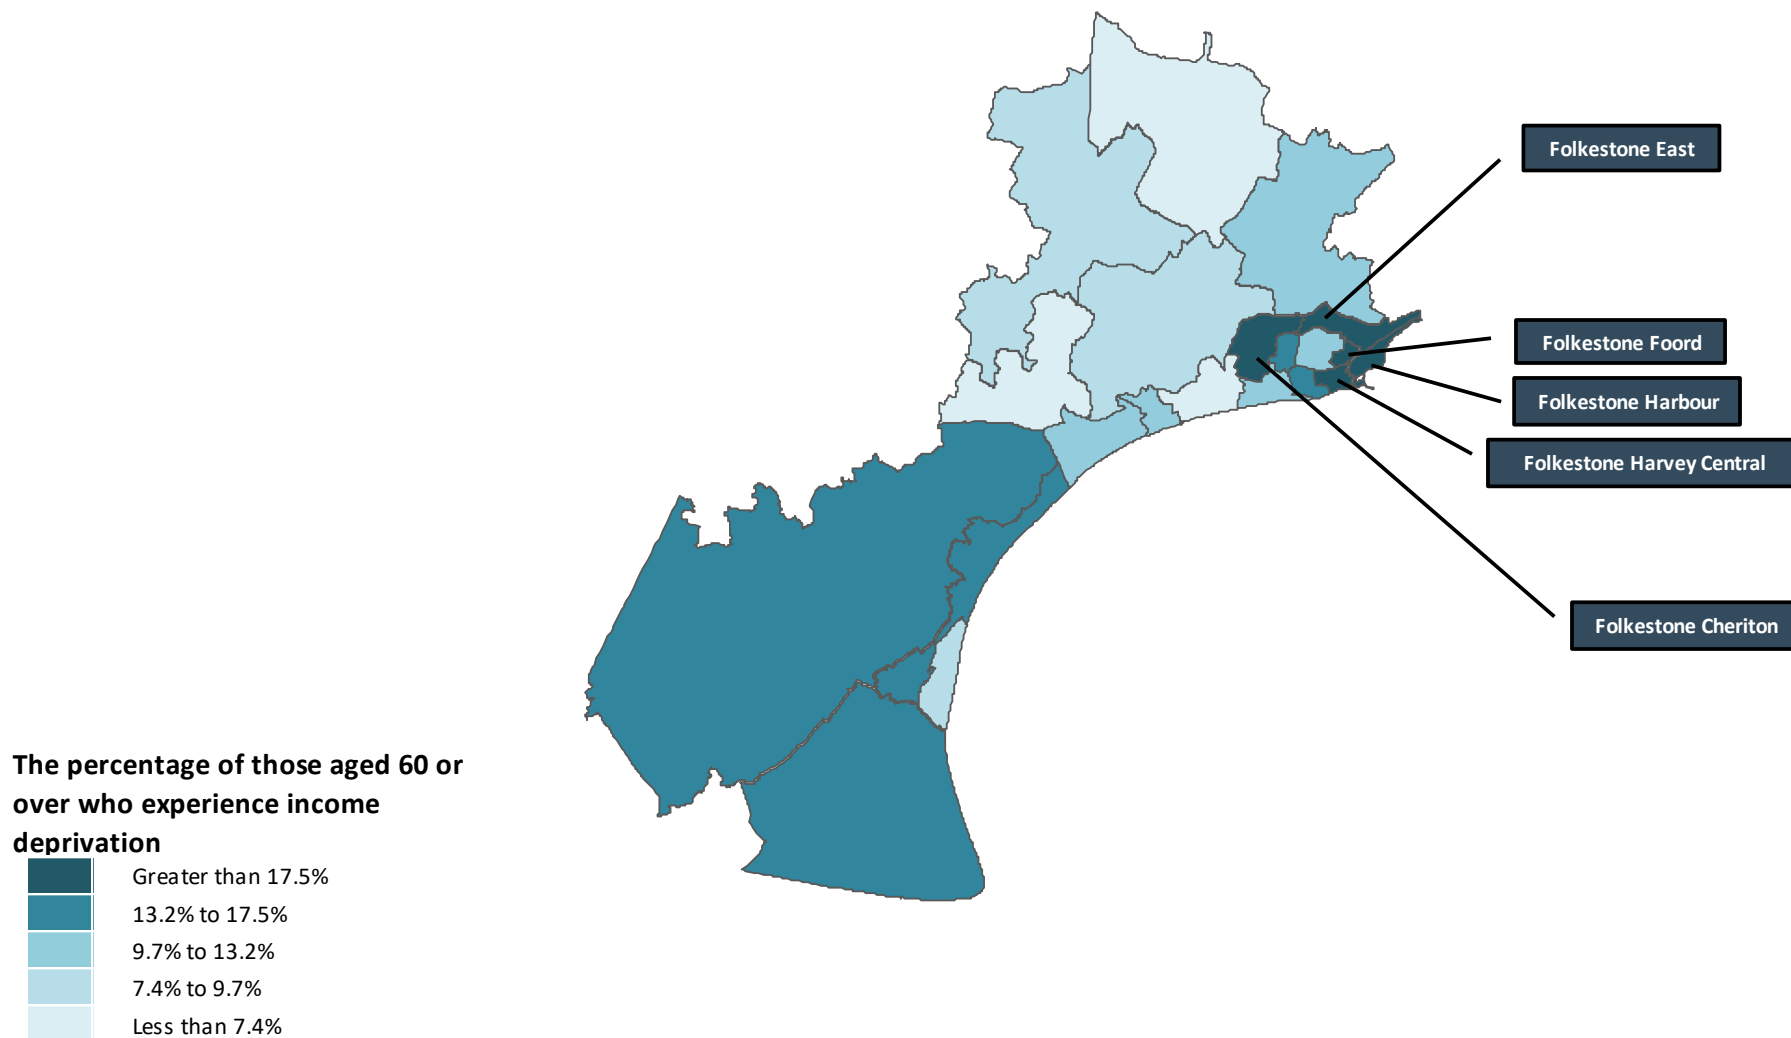 Folkestone East
Folkestone Foord
Folkestone Harbour
Folkestone Harvey Central
Folkestone Cheriton
The percentage of those aged 60 or
over who experience income
deprivation
Greater than 17.5%
13.2% to 17.5%
9.7% to 13.2%
7.4% to 9.7%
Less than 7.4%